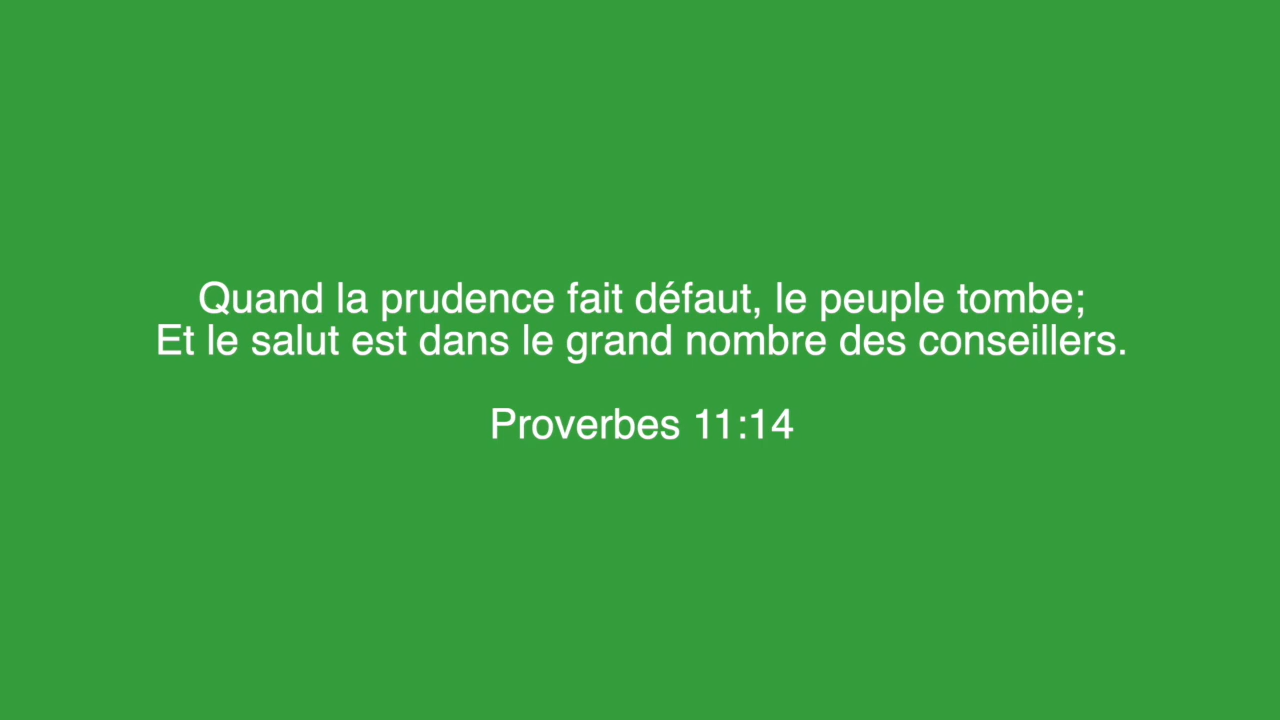 Quand la prudence fait défaut, le peuple tombe;
Et le salut est dans le grand nombre des conseillers.
Proverbes 11:14